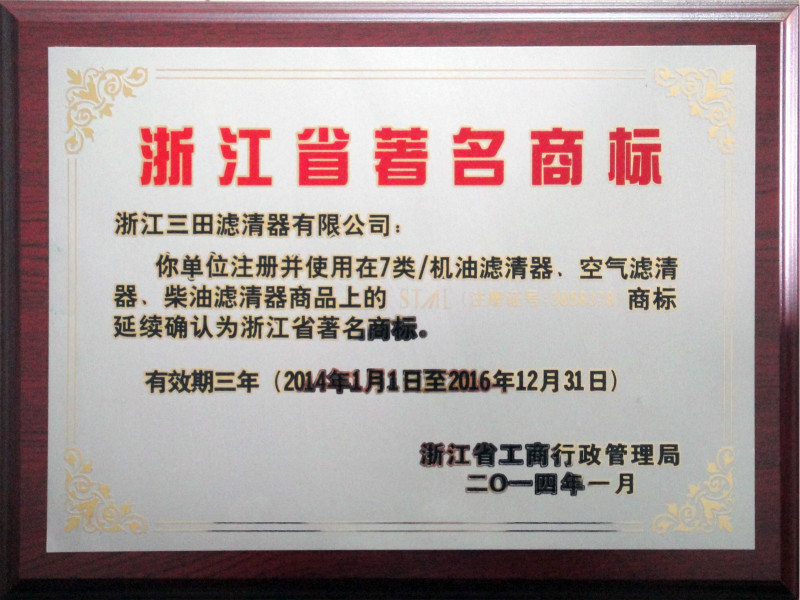 浙江省著名商标
浙江三田滤清器有限公司：
你单位注册并使用在7类/机油滤清器、空气滤清
器、柴油滤清器商品上的 STAL（注册证号： 商标
延续确认为浙江省著名商标。
有效期三年（2014年1月1日至2016年12月31日）
浙江省工商行政管理局
二〇一四年一月